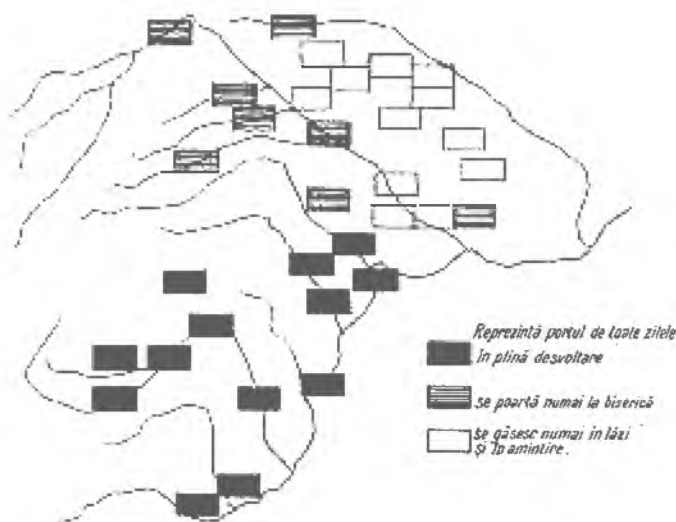 Reprezintă portul de toate zilele
în plină desvoltare
se poartă numai la biserică
se găsesc numai în lăzi
și în amintire.